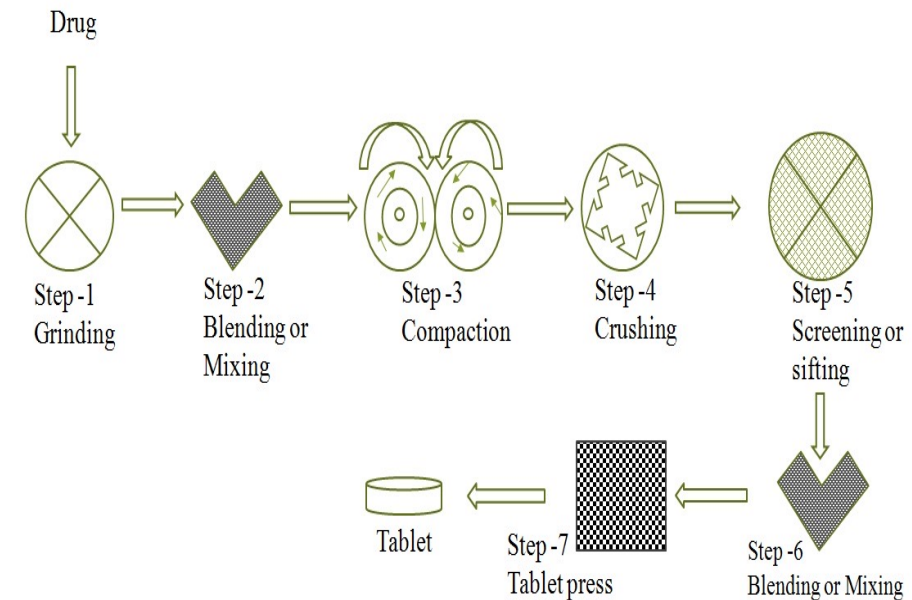 Drug
Step -1
Grinding
Step -2
Blending or
Mixing
Step -3
Compaction
Step -4
Crushing
Step -5
Screening or
sifting
Step -6
Blending or Mixing
Step -7
Tablet press
Tablet